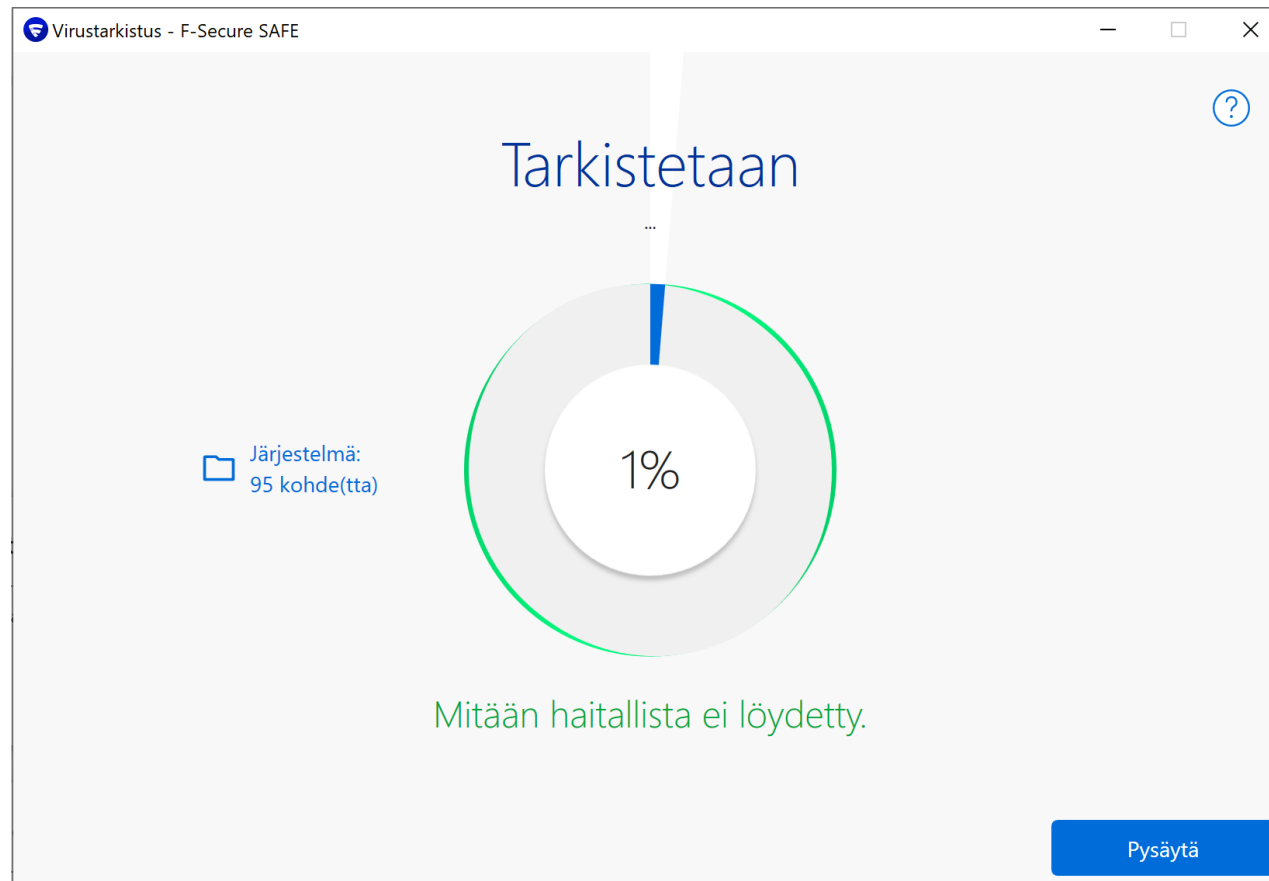 Virustarkistus - F-Secure SAFE
?
Tarkistetaan
...
Järjestelmä:
95 kohde(tta)
1%
Mitään haitallista ei löydetty.
Pysäytä